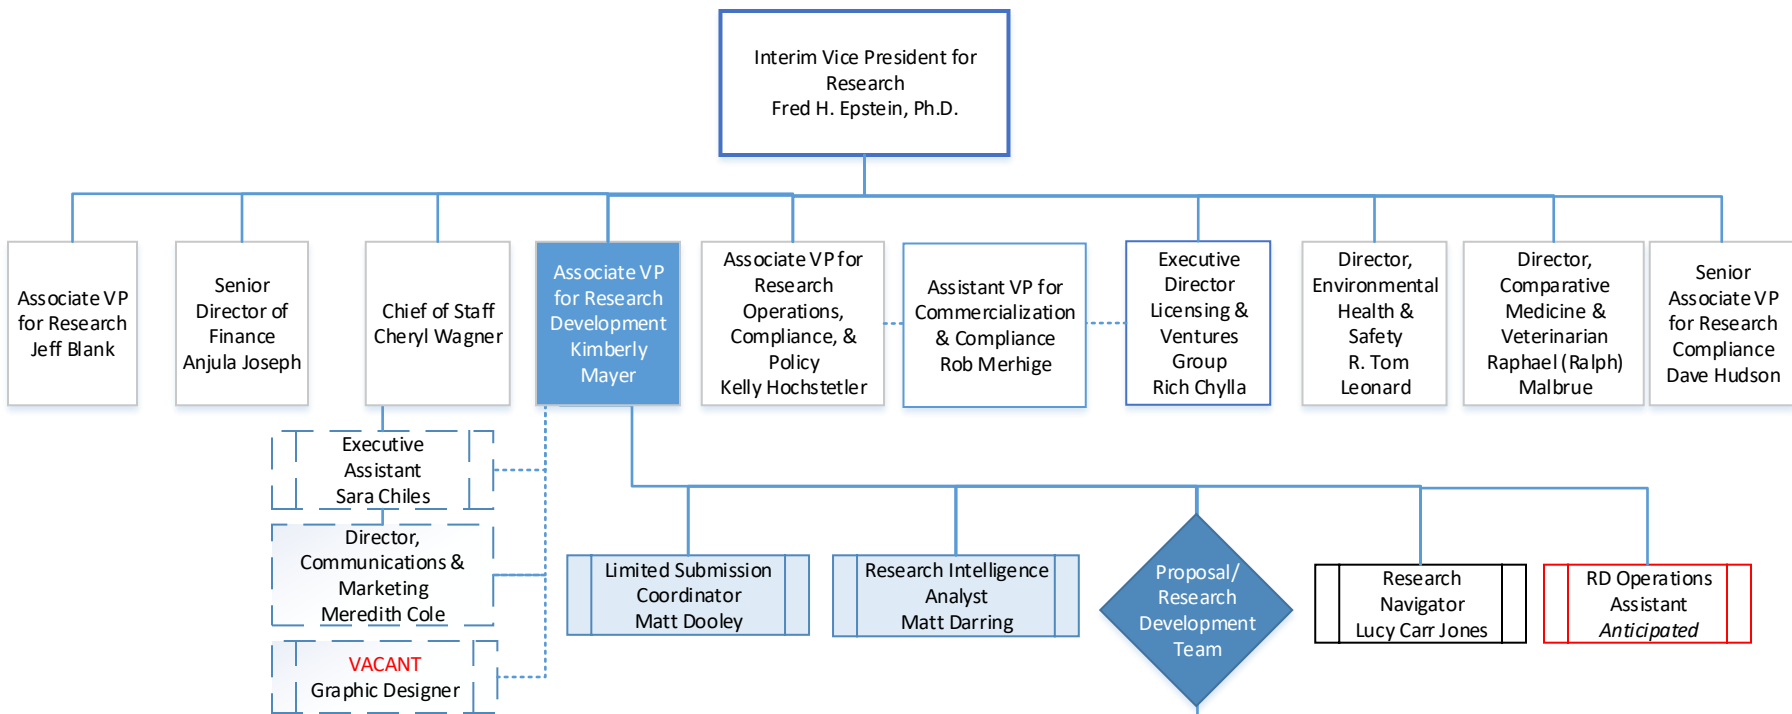 Interim Vice President for
Research
Fred H. Epstein, Ph.D.
Associate VP
for Research
Jeff Blank
Senior
Director of
Finance
Anjula Joseph
Chief of Staff
Cheryl Wagner
Associate VP
for Research
Development
Kimberly
Mayer
Associate VP for
Research
Operations,
Compliance, &
Policy
Kelly Hochstetler
Assistant VP for
Commercialization
& Compliance
Rob Merhige
Executive
Director
Licensing &
Ventures
Group
Rich Chylla
Director,
Environmental
Health &
Safety
R. Tom
Leonard
Director,
Comparative
Medicine &
Veterinarian
Raphael (Ralph)
Malbrue
Senior
Associate VP
for Research
Compliance
Dave Hudson
Executive
Assistant
Sara Chiles
Director,
Communications &
Marketing
Meredith Cole
VACANT
Graphic Designer
Limited Submission
Coordinator
Matt Dooley
Research Intelligence
Analyst
Matt Darring
Proposal/
Research
Development
Team
Research
Navigator
Lucy Carr Jones
RD Operations
Assistant
Anticipated